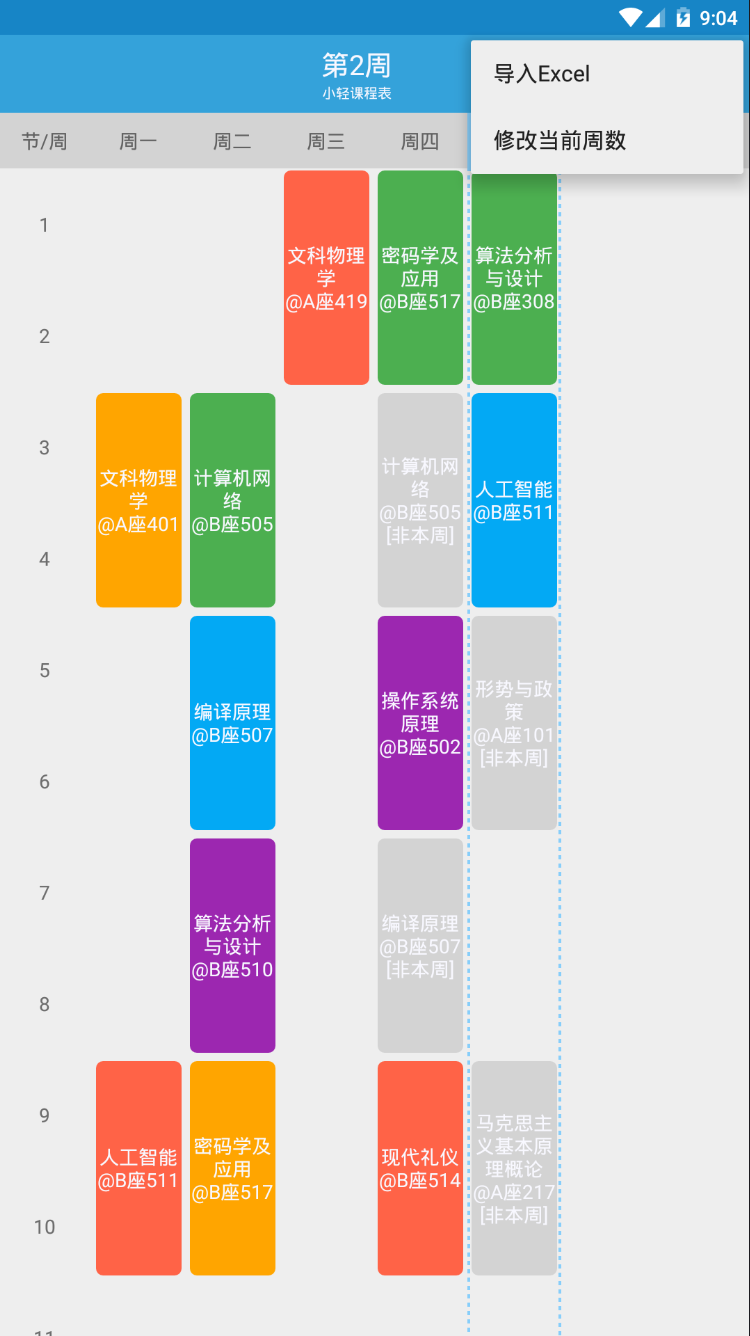 9:04
第2周
小轻课程表
导入Excel
修改当前周数
节/周
周一
周二
周三
周四
1
2
3
4
5
6
7
8
9
10
文科物理
学
@A座401
人工智能
@B座511
计算机网
络
@B座505
编译原理
@B座507
算法分析
与设计
@B座510
密码学及
应用
@B座517
文科物理
学
@A座419
密码学及
应用
@B座517
计算机网
络
@B座505
[非本周]
操作系统
原理
@B座502
编译原理
@B座507
[非本周]
现代礼仪
@B座514
算法分析
与设计
@B座308
人工智能
@B座511
形势与政
策
@A座101
[非本周]
马克思主
义基本原
理概论
@A座217
[非本周]